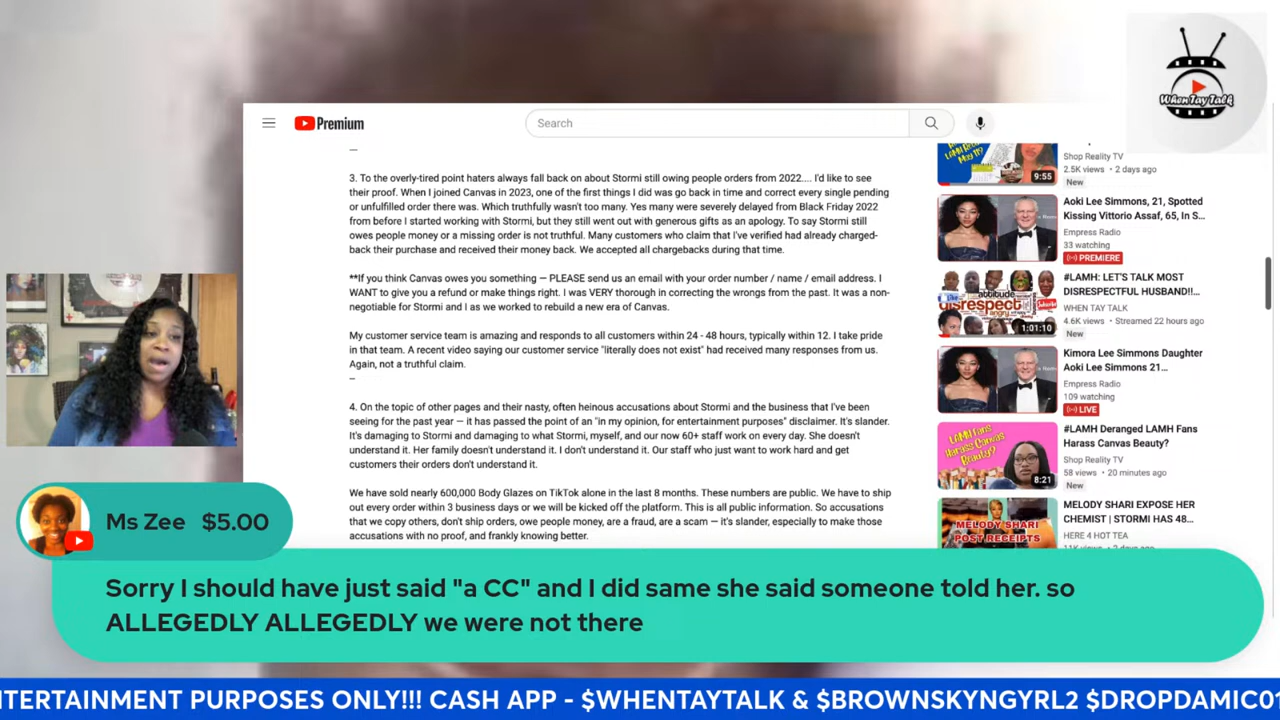 WhenTayTalk
Premium
Search
—
3. To the overly-tired point haters always fall back on about Stormi still owing people orders from 2022.... I'd like to see
their proof. When I joined Canvas in 2023, one of the first things I did was go back in time and correct every single pending
or unfulfilled order there was. Which truthfully wasn't too many. Yes many were severely delayed from Black Friday 2022
from before I started working with Stormi, but they still went out with generous gifts as an apology. To say Stormi still
owes people money or a missing order is not truthful. Many customers who claim that I've verified had already charged-
back their purchase and received their money back. We accepted all chargebacks during that time.
**If you think Canvas owes you something — PLEASE send us an email with your order number / name / email address. I
WANT to give you a refund or make things right. I was VERY thorough in correcting the wrongs from the past. It was a non-
negotiable for Stormi and I as we worked to rebuild a new era of Canvas.
My customer service team is amazing and responds to all customers within 24 - 48 hours, typically within 12. I take pride
in that team. A recent video saying our customer service "literally does not exist" had received many responses from us.
Again, not a truthful claim.
–
4. On the topic of other pages and their nasty, often heinous accusations about Stormi and the business that I've been
seeing for the past year — it has passed the point of an "in my opinion, for entertainment purposes" disclaimer. It's slander.
It's damaging to Stormi and damaging to what Stormi, myself, and our now 60+ staff work on every day. She doesn't
understand it. Her family doesn't understand it. I don't understand it. Our staff who just want to work hard and get
customers their orders don't understand it.
We have sold nearly 600,000 Body Glazes on TikTok alone in the last 8 months. These numbers are public. We have to ship
out every order within 3 business days or we will be kicked off the platform. This is all public information. So accusations
that we copy others, don't ship orders, owe people money, are a fraud, are a scam — it's slander, especially to make those
accusations with no proof, and frankly knowing better.
9:55
Shop Reality TV
2.5K views • 2 days ago
New
Aoki Lee Simmons, 21, Spotted
Kissing Vittorio Assaf, 65, In S...
Empress Radio
33 watching
PREMIERE
attitude
disrespect
angry
Subscribe
1:01:10
#LAMH: LET'S TALK MOST
DISRESPECTFUL HUSBAND!!...
WHEN TAY TALK
4.6K views • Streamed 22 hours ago
New
Kimora Lee Simmons Daughter
Aoki Lee Simmons 21...
Empress Radio
109 watching
LIVE
LAMH Fans
Harass Canvas
Beauty?
8:21
#LAMH Deranged LAMH Fans
Harass Canvas Beauty?
Shop Reality TV
58 views • 20 minutes ago
New
MELODY SHARI
POST RECEIPTS
MELODY SHARI EXPOSE HER
CHEMIST | STORMI HAS 48...
HERE 4 HOT TEA
Ms Zee $5.00
Sorry I should have just said "a CC" and I did same she said someone told her. so
ALLEGEDLY ALLEGEDLY we were not there
NTERTAINMENT PURPOSES ONLY!!! CASH APP - $WHENTAYTALK & $BROWNSKYNGYRL2 $DROPDAMIC01